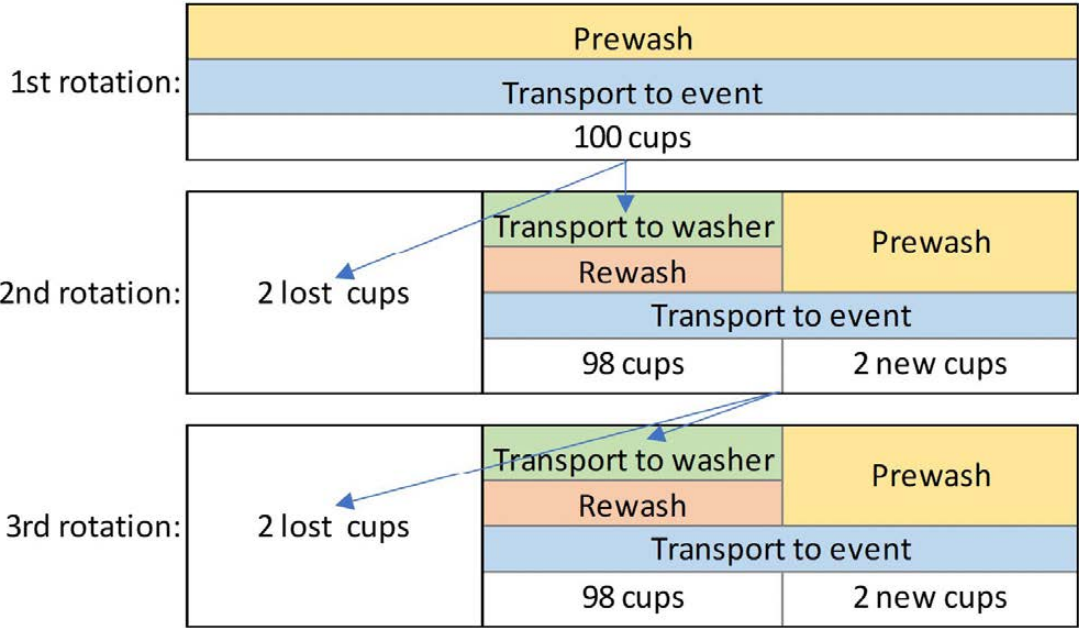 Prewash
1st rotation:
Transport to event
100 cups
Transport to washer
Prewash
Rewash
2nd rotation:
2 lost cups
Transport to event
98 cups
2 new cups
Transport to washer
Prewash
Rewash
3rd rotation:
2 lost cups
Transport to event
98 cups
2 new cups